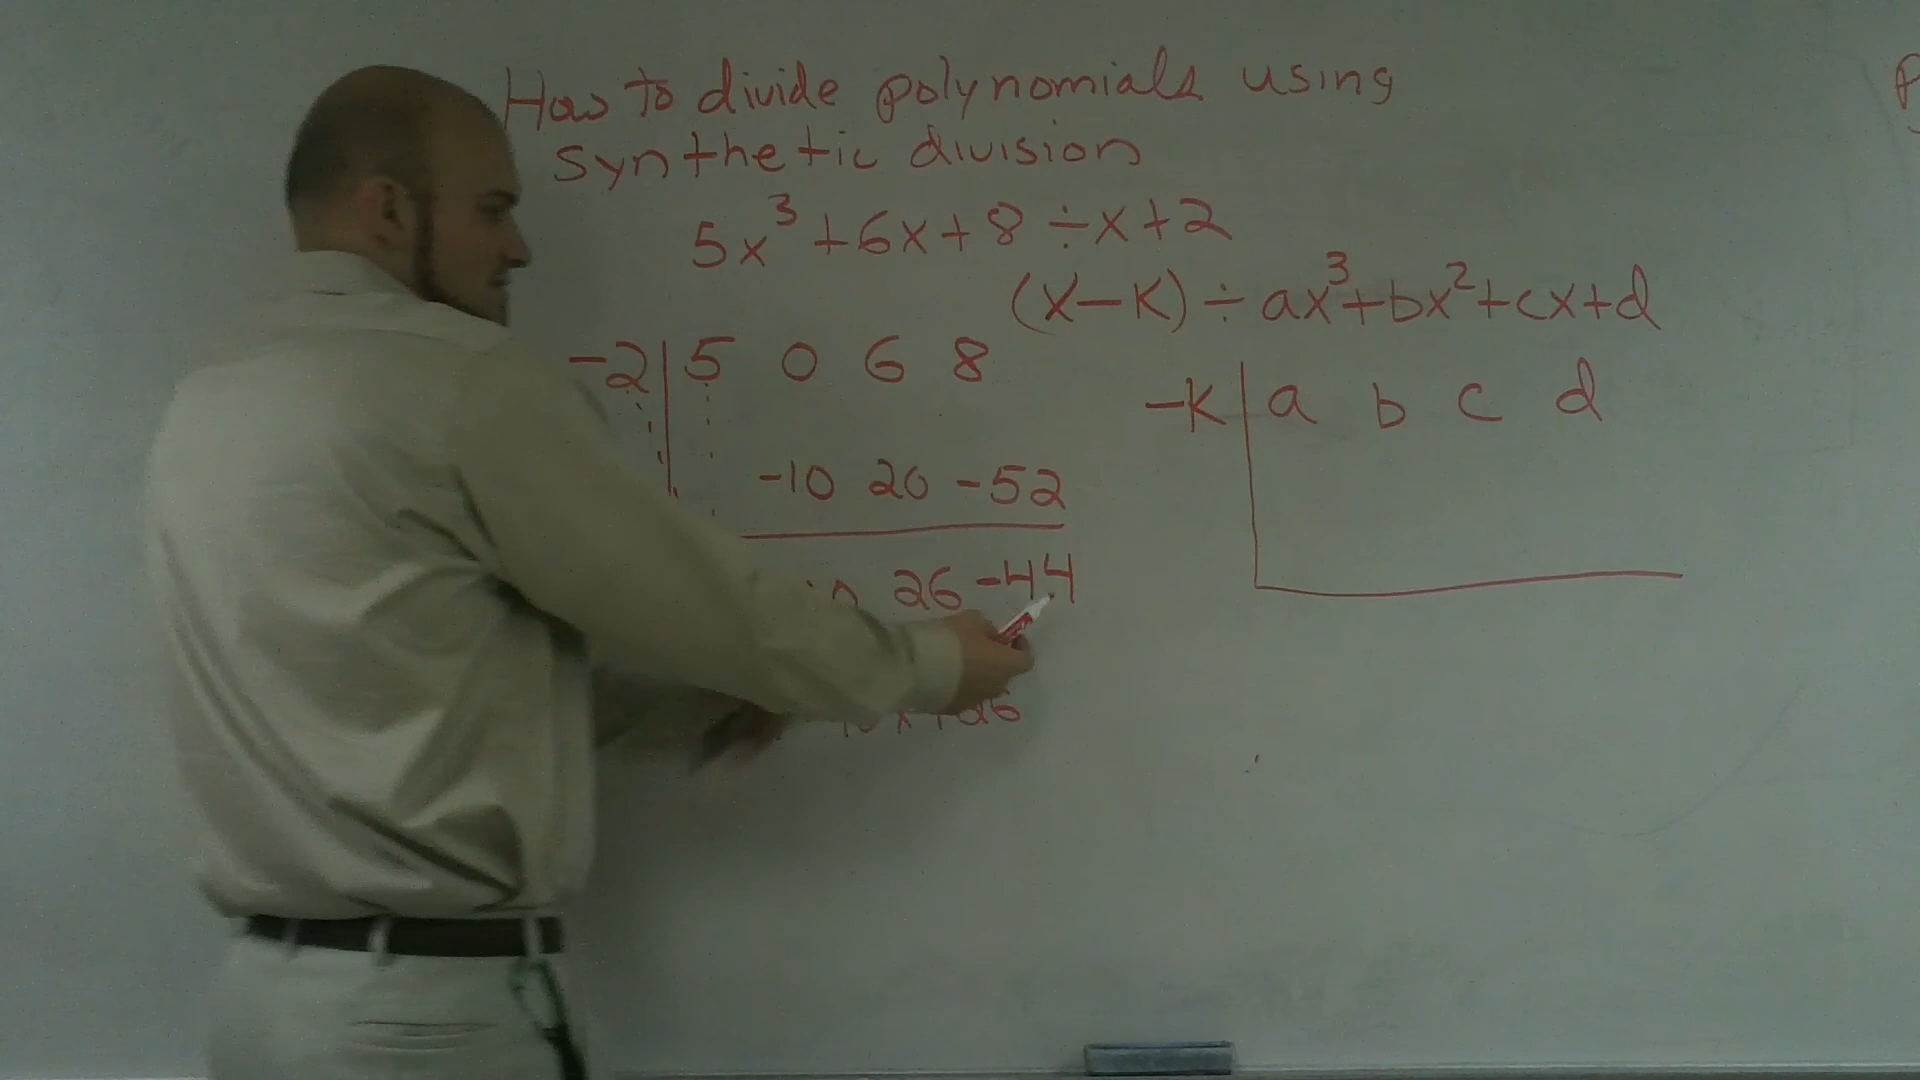 How to divide polynomials using
synthetic division
5x³+6x+8 ÷x+2
(x-k)÷ax³+bx²+cx+d
-2 5 0 6 8
-10 20 -52
26 -44
-k a b c d